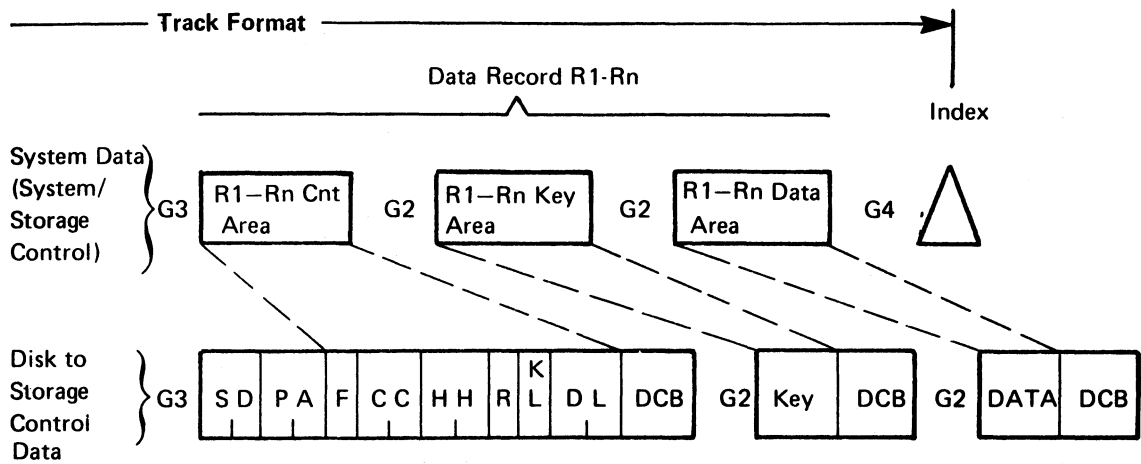 Track Format
Data Record R1-Rn
Index
System Data
(System/
Storage
Control)
G3
R1–Rn Cnt
Area
G2
R1–Rn Key
Area
G2
R1–Rn Data
Area
G4
Disk to
Storage
Control
Data
G3
S D
P A
F
C C
H H
R
K
L
D L
DCB
G2
Key
DCB
G2
DATA
DCB